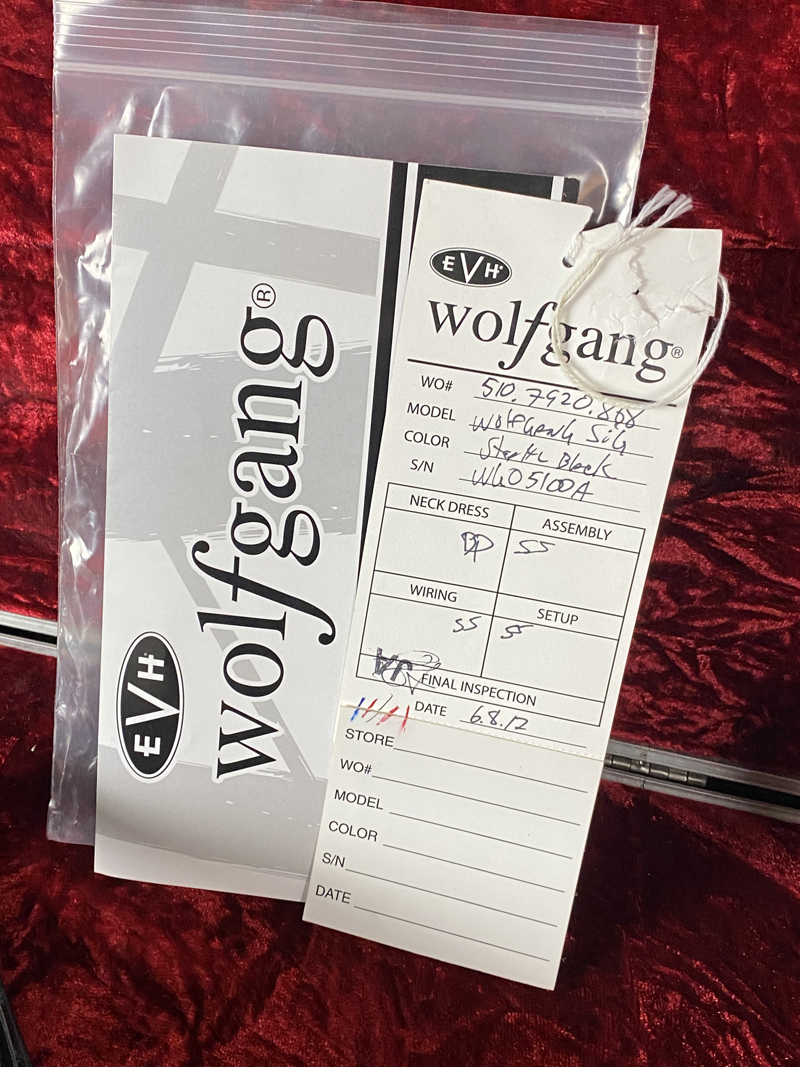 EVH
wolfgang®
EVH
wolfgang®
WO# 510.7920.868
MODEL Wolfgang Sig
COLOR Stealth Black
S/N WG05100A
NECK DRESS
ASSEMBLY
SS
WIRING
SS
SETUP
SS
FINAL INSPECTION
DATE 6.8.12
STORE
WO#
MODEL
COLOR
S/N
DATE